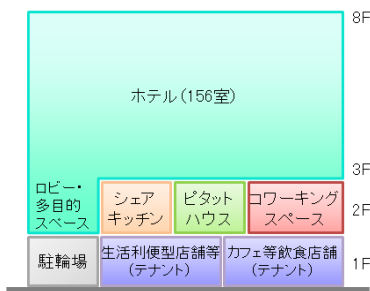 8F
ホテル(156室)
3F
ロビー・
多目的
スペース
シェア
キッチン
ピタット
ハウス
コワーキング
スペース
2F
駐輪場
生活利便型店舗等
(テナント)
カフェ等飲食店舗
(テナント)
1F